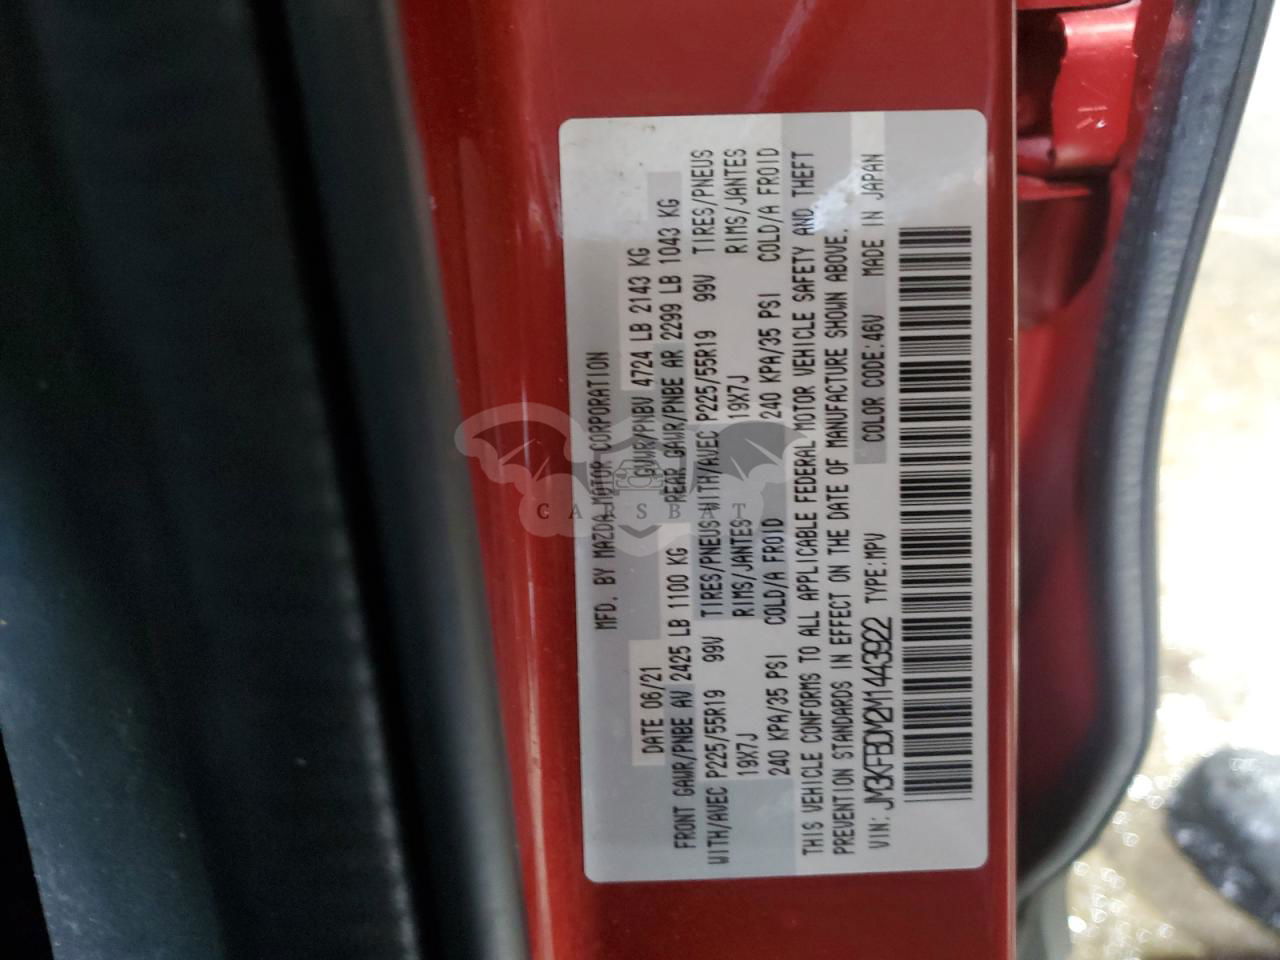 MFD. BY MAZDA MOTOR CORPORATION
DATE 06/21 GVWR/PNBV 4724 LB 2143 KG
FRONT GAWR/PNBE AV 2425 LB 1100 KG REAR GAWR/PNBE AR 2299 LB 1043 KG
WITH/AVEC P225/55R19 99V TIRES/PNEUS WITH/AVEC P225/55R19 99V TIRES/PNEUS
19X7J RIMS/JANTES 19X7J RIMS/JANTES
240 KPA/35 PSI COLD/A FROID 240 KPA/35 PSI COLD/A FROID
THIS VEHICLE CONFORMS TO ALL APPLICABLE FEDERAL MOTOR VEHICLE SAFETY AND THEFT
PREVENTION STANDARDS IN EFFECT ON THE DATE OF MANUFACTURE SHOWN ABOVE.
VIN: JM3KFBDM2M1443922 TYPE:MPV COLOR CODE:46V MADE IN JAPAN
CARSBAT